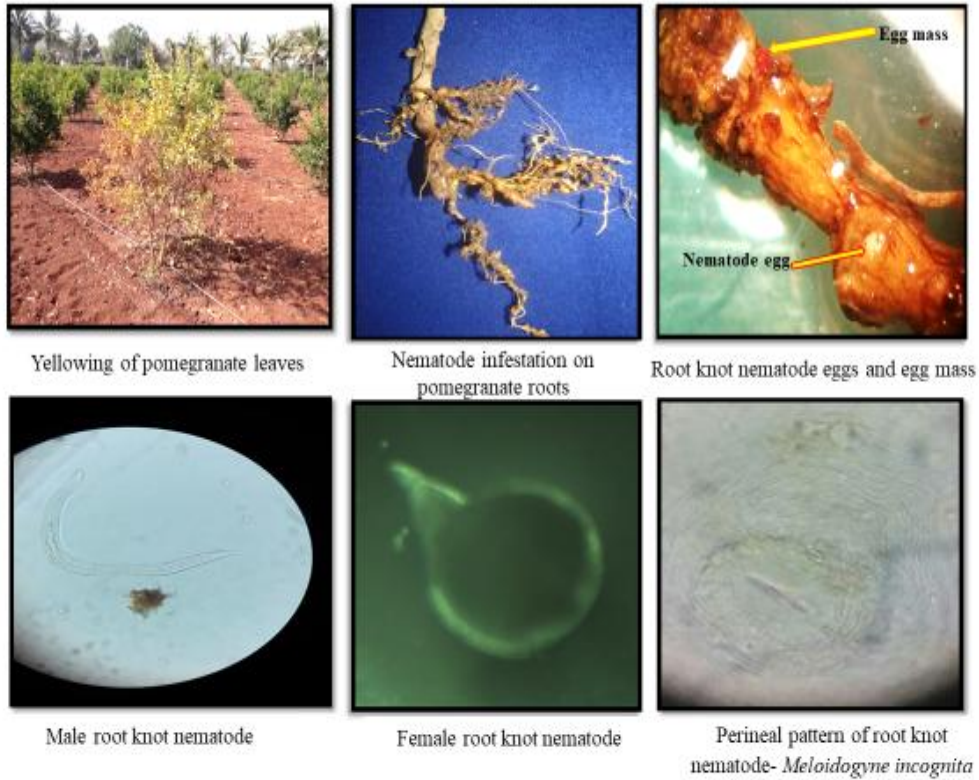 Egg mass
Nematode egg
Yellowing of pomegranate leaves
Nematode infestation on
pomegranate roots
Root knot nematode eggs and egg mass
Male root knot nematode
Female root knot nematode
Perineal pattern of root knot
nematode- Meloidogyne incognita